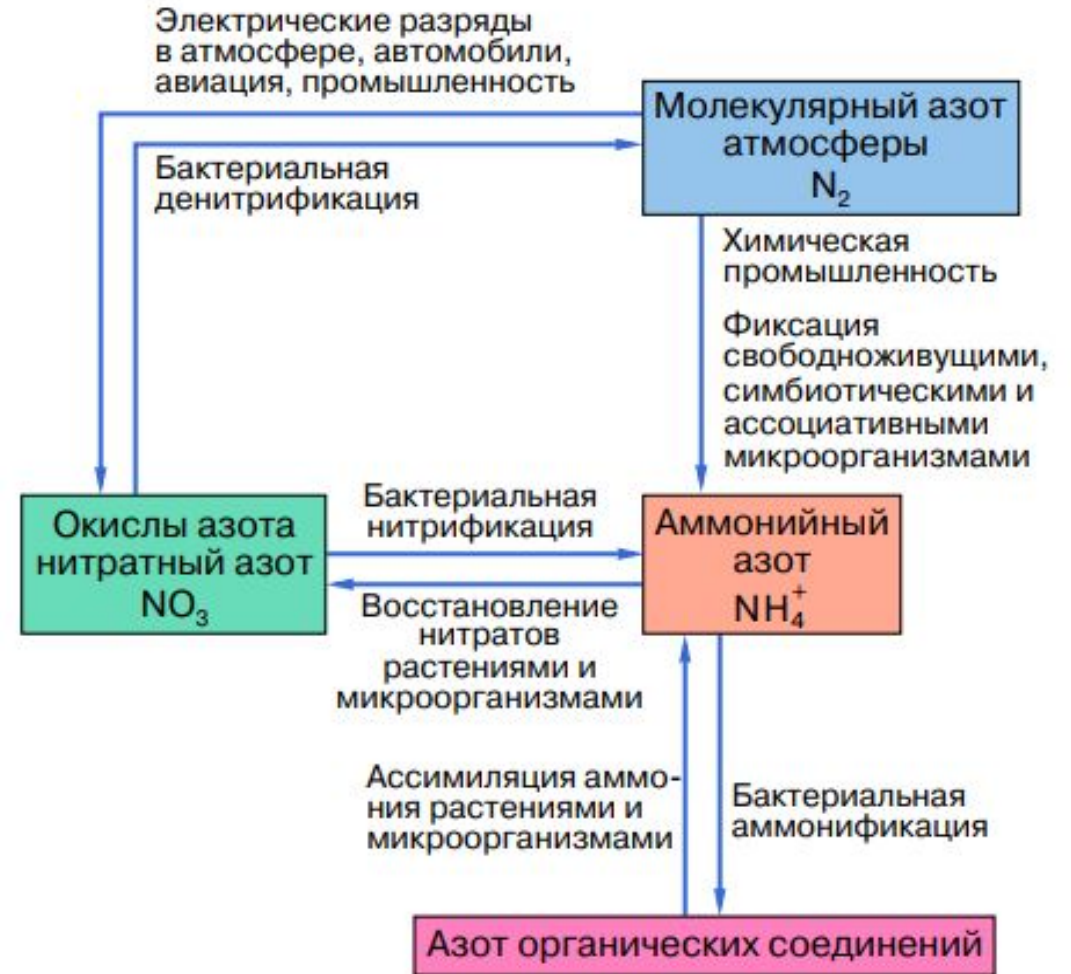 Электрические разряды
в атмосфере, автомобили,
авиация, промышленность
Молекулярный азот
атмосферы
N₂
Бактериальная
денитрификация
Химическая
промышленность
Фиксация
свободноживущими,
симбиотическими и
ассоциативными
микроорганизмами
Окислы азота
нитратный азот
NO₃
Бактериальная
нитрификация
Аммонийный
азот
NH₄⁺
Восстановление
нитратов
растениями и
микроорганизмами
Ассимиляция аммо-
ния растениями и
микроорганизмами
Бактериальная
аммонификация
Азот органических соединений